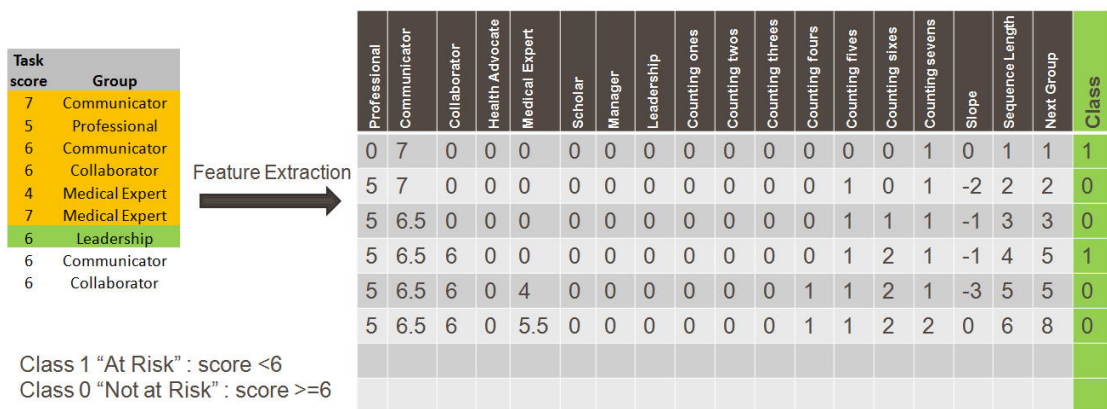 Task
score Group
7 Communicator
5 Professional
6 Communicator
6 Collaborator
4 Medical Expert
7 Medical Expert
6 Leadership
6 Communicator
6 Collaborator
Class 1 “At Risk” : score <6
Class 0 “Not at Risk” : score >=6
Feature Extraction
Professional
Communicator
Collaborator
Health Advocate
Medical Expert
Scholar
Manager
Leadership
Counting ones
Counting twos
Counting threes
Counting fours
Counting fives
Counting sixes
Counting sevens
Slope
Sequence Length
Next Group
Class
0 7 0 0 0 0 0 0 0 0 0 0 0 0 1 0 1 1 1
5 7 0 0 0 0 0 0 0 0 0 0 1 0 1 -2 2 2 0
5 6.5 0 0 0 0 0 0 0 0 0 0 1 1 1 -1 3 3 0
5 6.5 6 0 0 0 0 0 0 0 0 0 1 2 1 -1 4 5 1
5 6.5 6 0 4 0 0 0 0 0 0 1 1 2 1 -3 5 5 0
5 6.5 6 0 5.5 0 0 0 0 0 0 1 1 2 2 0 6 8 0